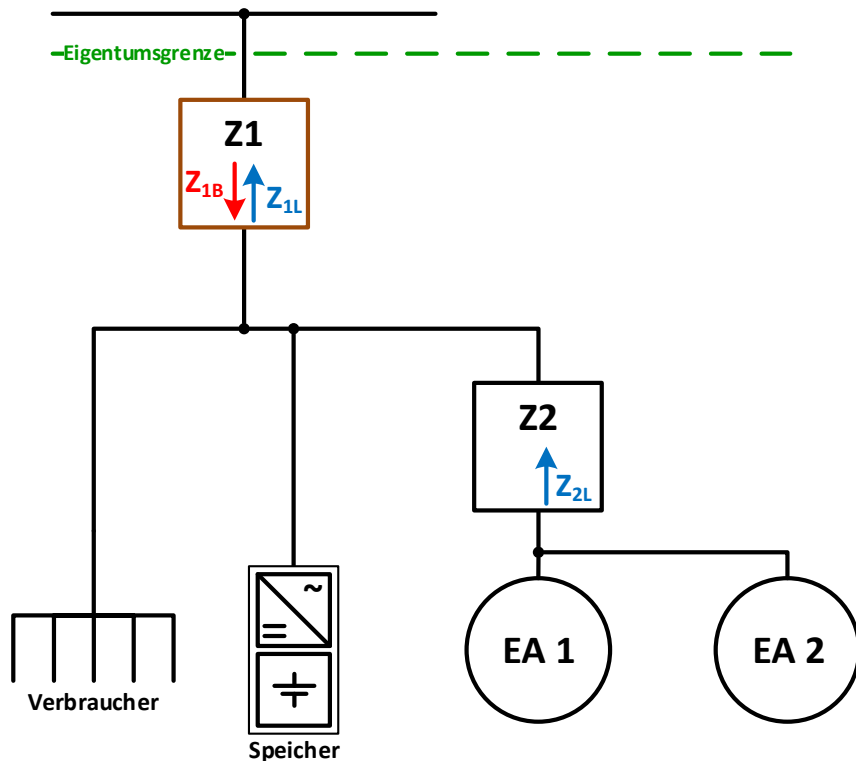 Eigentumsgrenze
Z1
Z1B
Z1L
Z2
Z2L
~
=
EA 1
EA 2
Verbraucher
Speicher